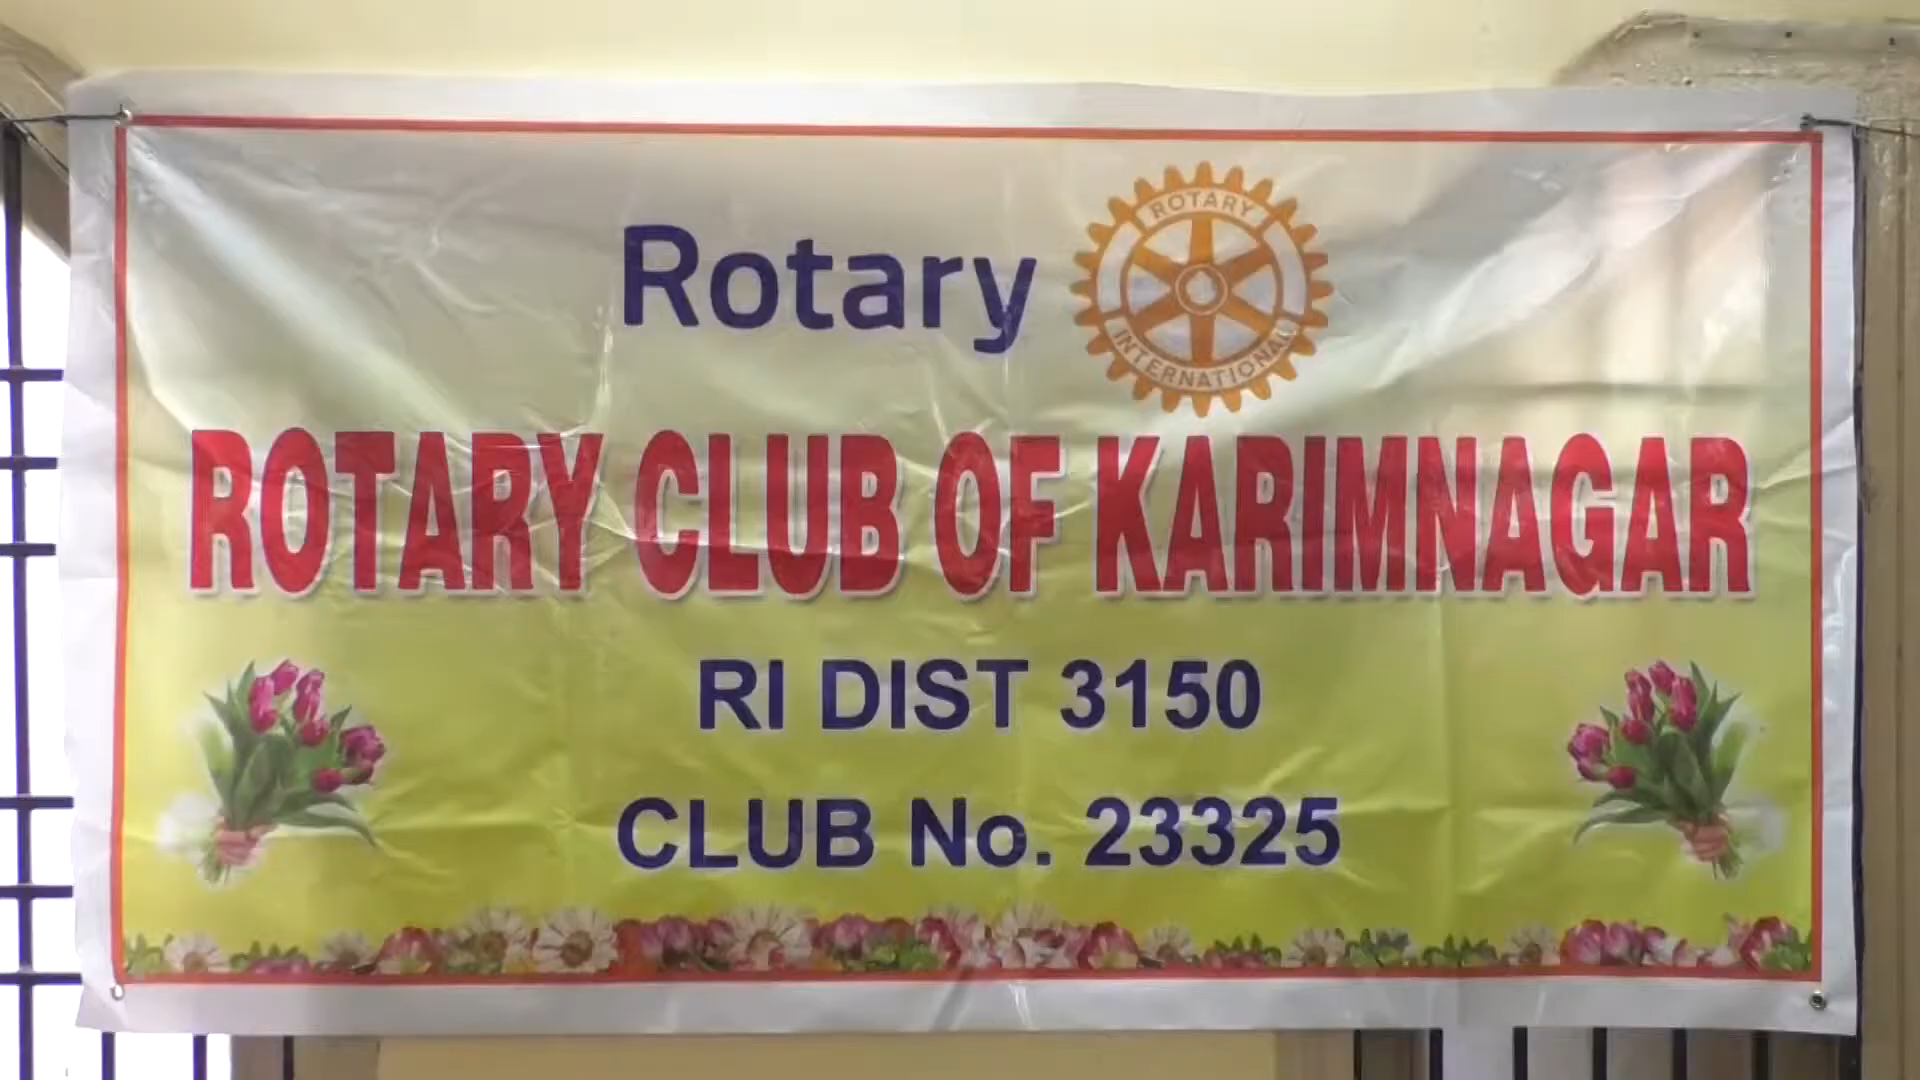 Rotary
ROTARY
INTERNATIONAL
ROTARY CLUB OF KARIMNAGAR
RI DIST 3150
CLUB No. 23325